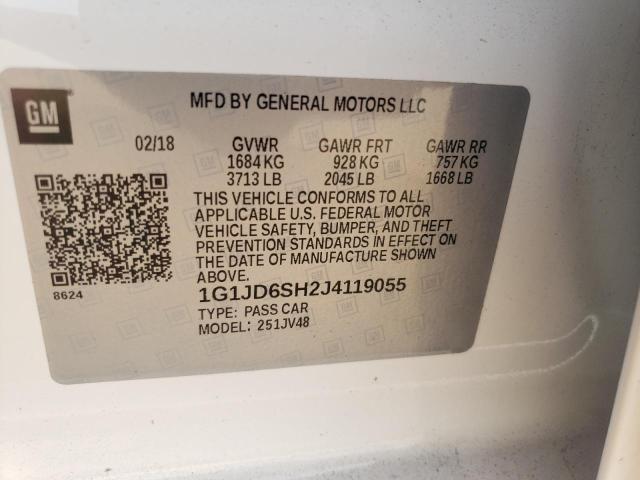 GM
MFD BY GENERAL MOTORS LLC
02/18 GVWR GAWR FRT GAWR RR
1684 KG 928 KG 757 KG
3713 LB 2045 LB 1668 LB
THIS VEHICLE CONFORMS TO ALL
APPLICABLE U.S. FEDERAL MOTOR
VEHICLE SAFETY, BUMPER, AND THEFT
PREVENTION STANDARDS IN EFFECT ON
THE DATE OF MANUFACTURE SHOWN
ABOVE.
8624
1G1JD6SH2J4119055
TYPE: PASS CAR
MODEL: 251JV48